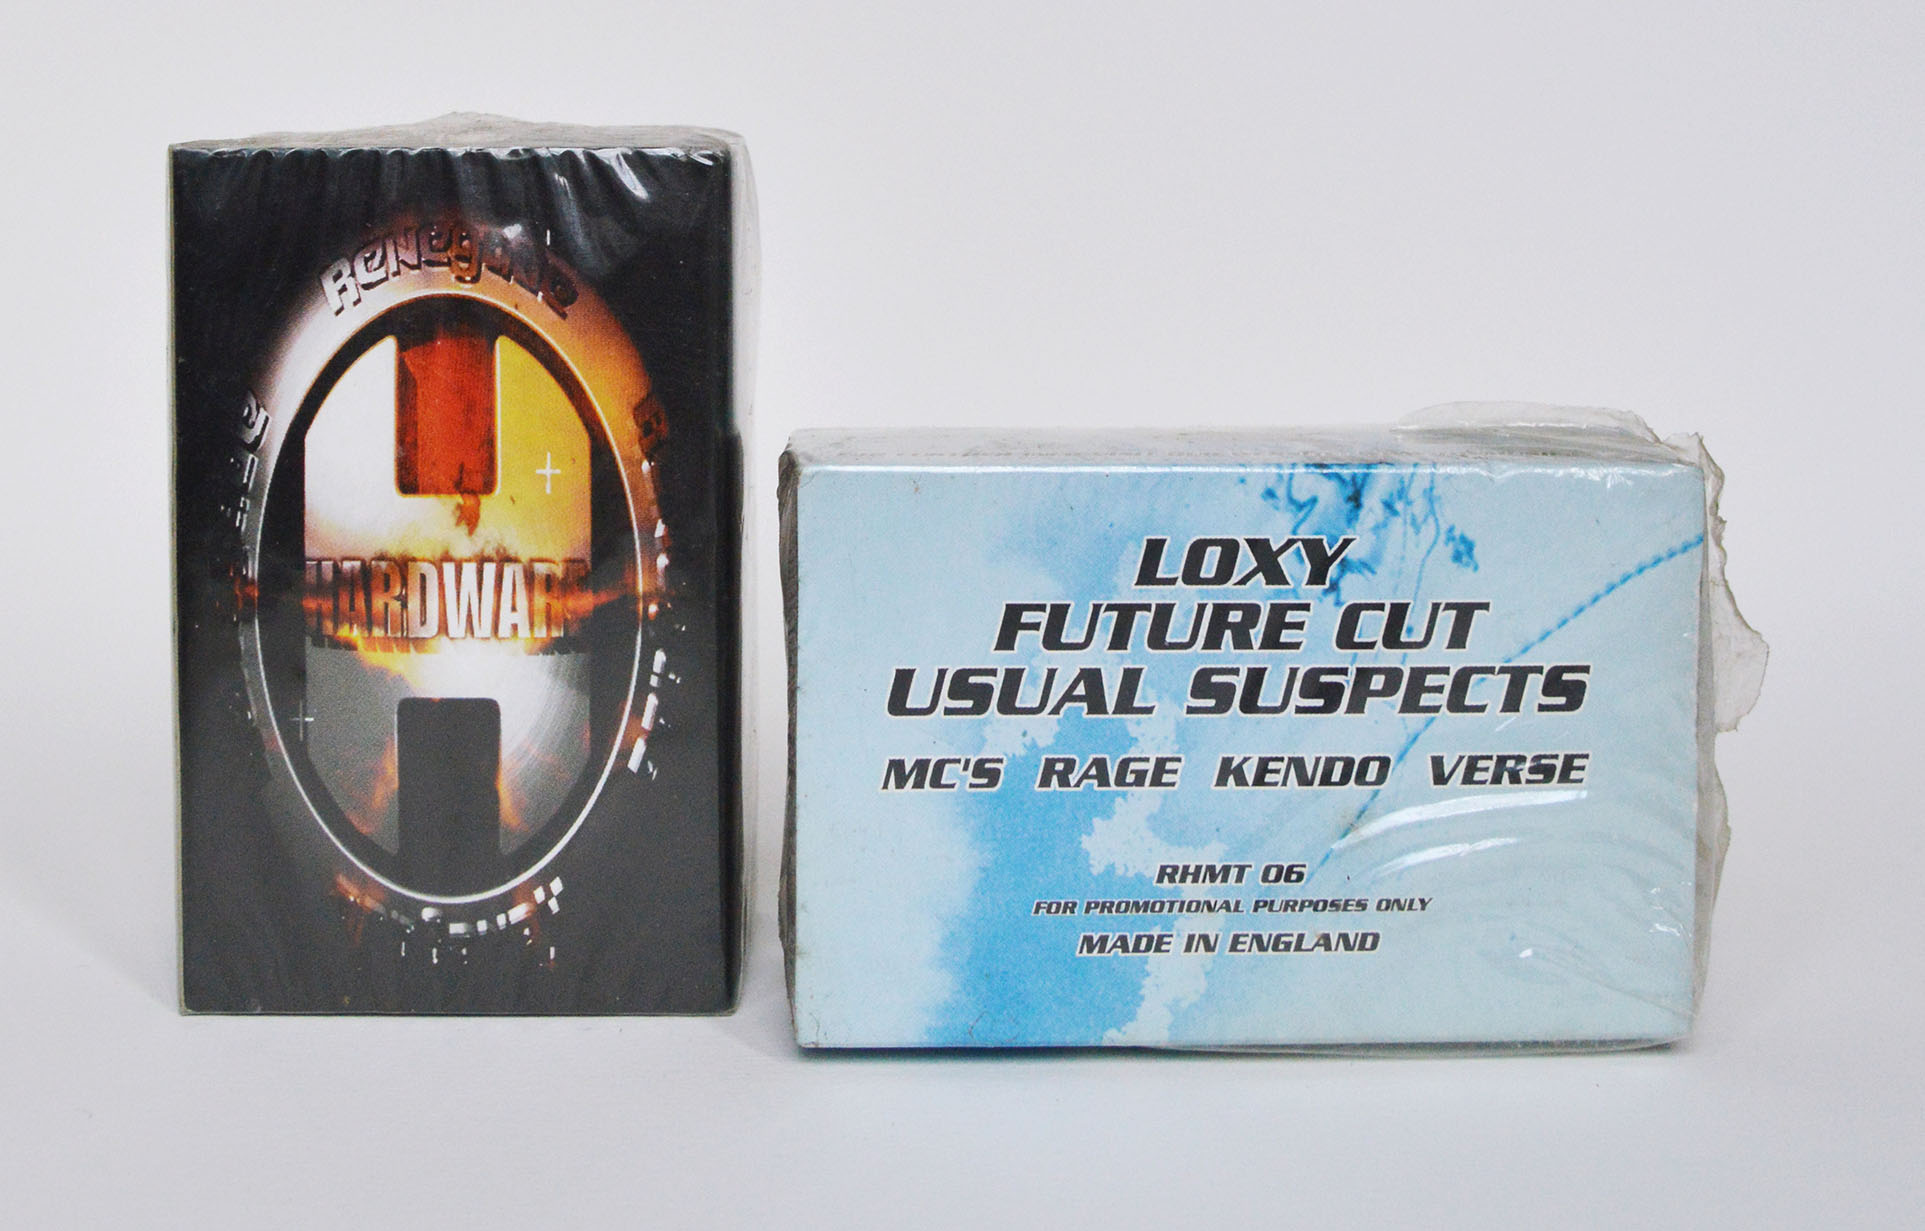 Renegade
HARDWARE
LOXY
FUTURE CUT
USUAL SUSPECTS
MC'S RAGE KENDO VERSE
RHMT 06
FOR PROMOTIONAL PURPOSES ONLY
MADE IN ENGLAND